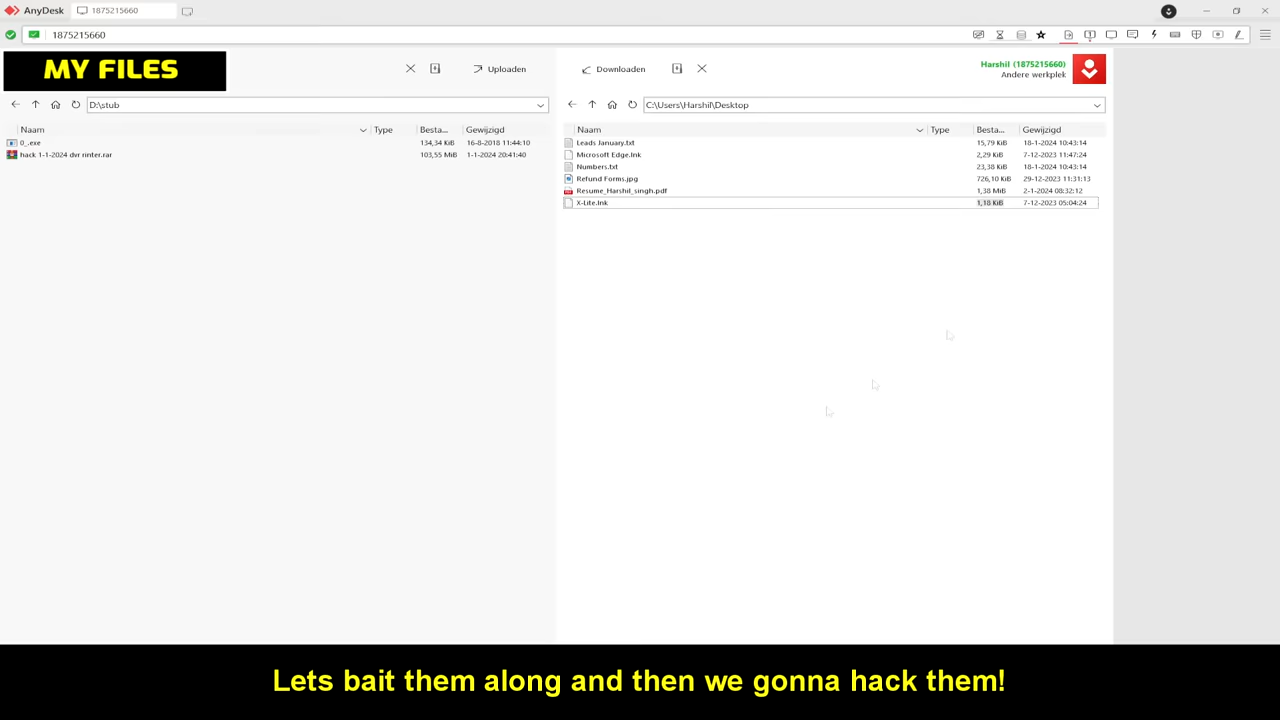 AnyDesk
1875215660
1875215660
MY FILES
Uploaden
Downloaden
Harshil (1875215660)
Andere werkplek
D:\stub
C:\Users\Harshil\Desktop
Naam Type Besta... Gewijzigd
Naam Type Besta... Gewijzigd
0_.exe 134,34 KiB 16-8-2018 11:44:10
hack 1-1-2024 dvr rinter.rar 103,55 MiB 1-1-2024 20:41:40
Leads January.txt 15,79 KiB 18-1-2024 10:43:14
Microsoft Edge.lnk 2,29 KiB 7-12-2023 11:47:24
Numbers.txt 23,38 KiB 18-1-2024 10:43:14
Refund Forms.jpg 726,10 KiB 29-12-2023 11:31:13
Resume_Harshil_singh.pdf 1,38 MiB 2-1-2024 08:32:12
X-Lite.lnk 1,18 KiB 7-12-2023 05:04:24
Lets bait them along and then we gonna hack them!